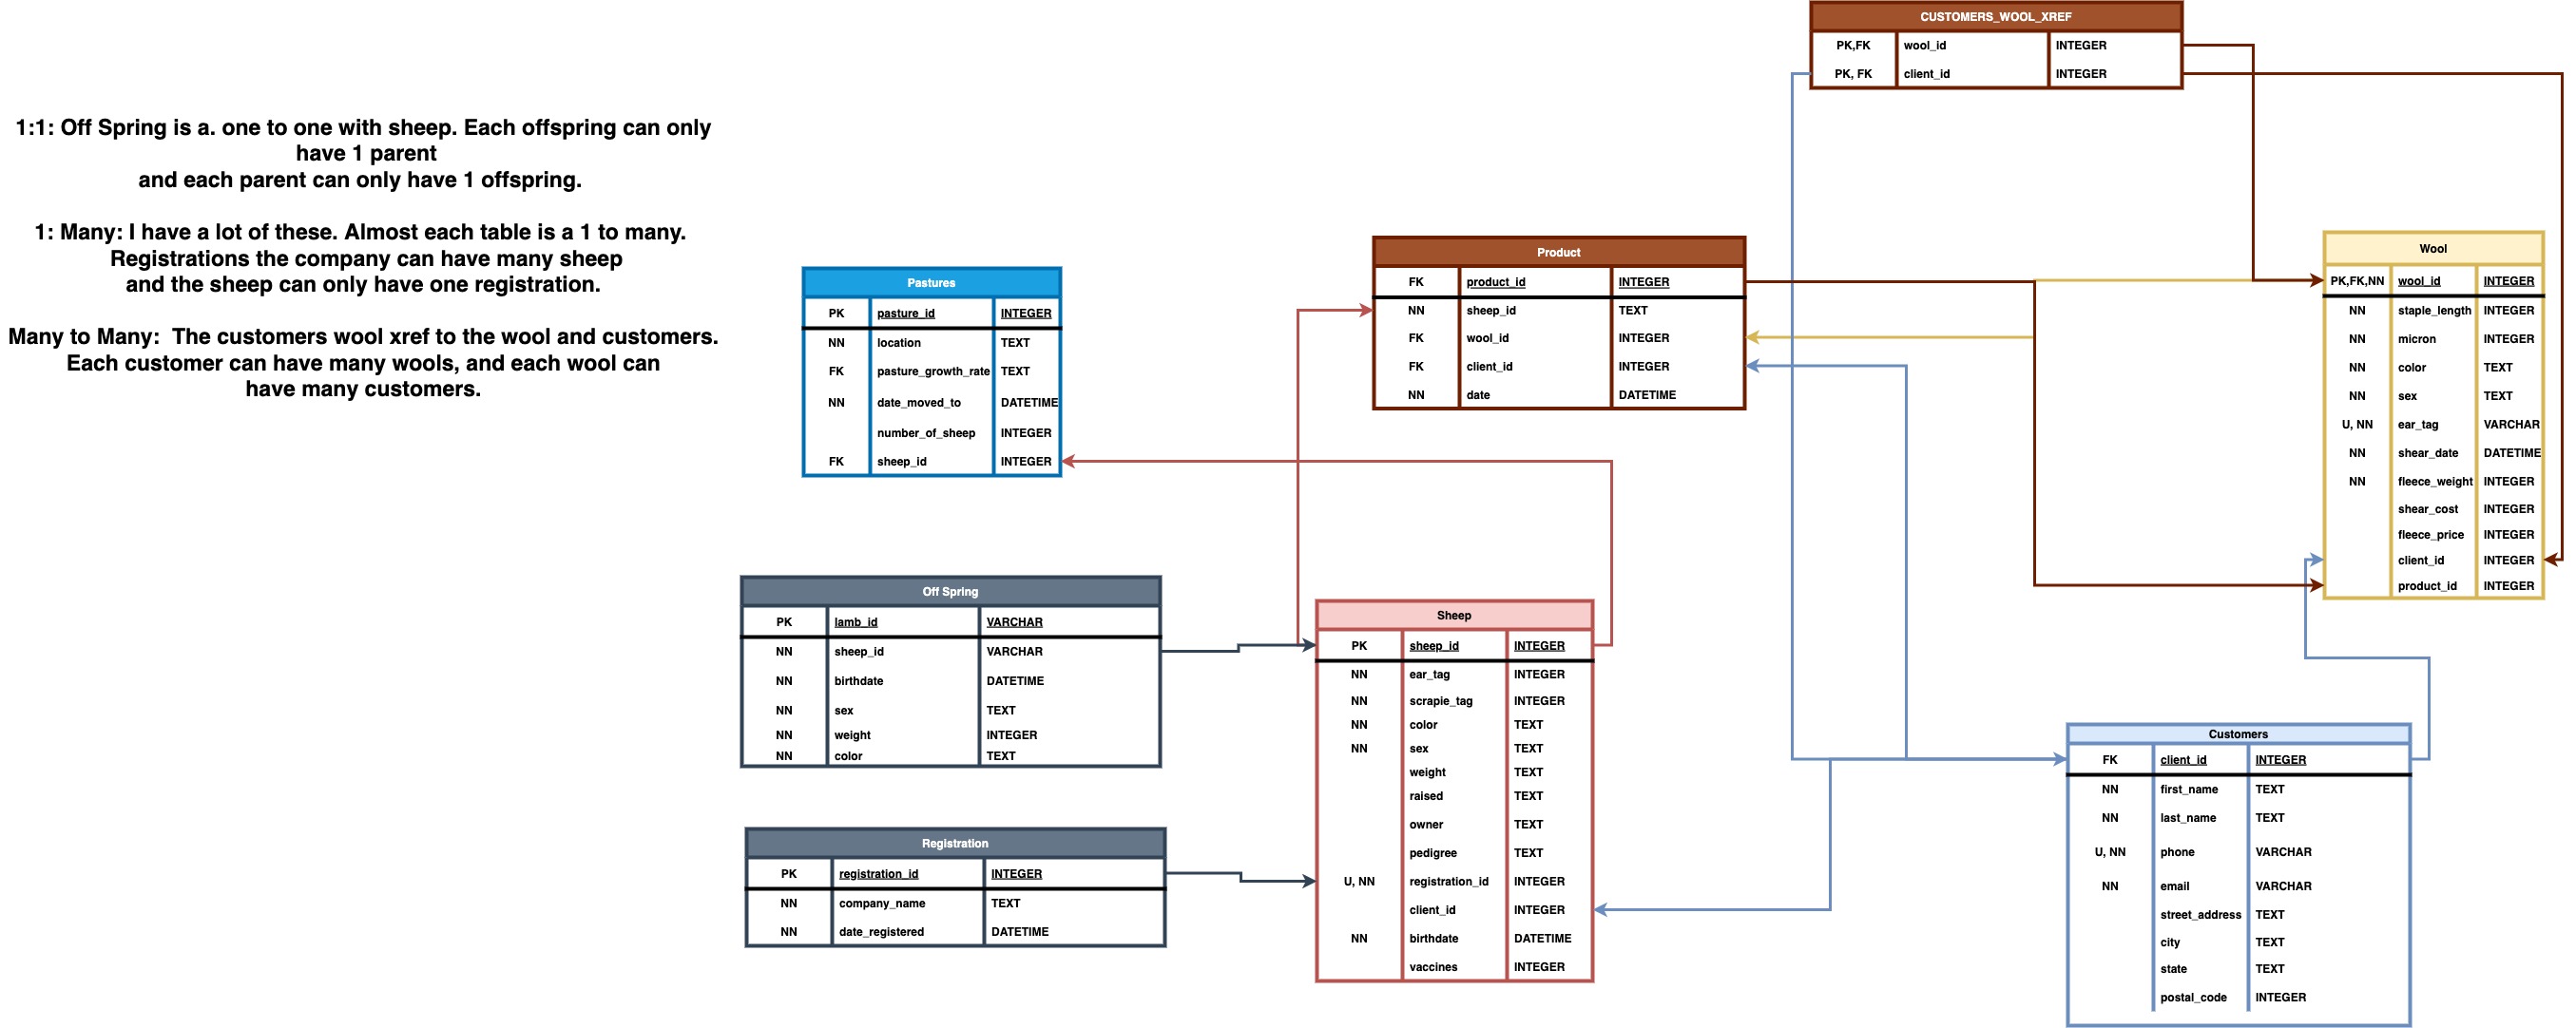 1:1: Off Spring is a. one to one with sheep. Each offspring can only
have 1 parent
and each parent can only have 1 offspring.
1: Many: I have a lot of these. Almost each table is a 1 to many.
Registrations the company can have many sheep
and the sheep can only have one registration.
Many to Many:  The customers wool xref to the wool and customers.
Each customer can have many wools, and each wool can
have many customers.
CUSTOMERS_WOOL_XREF
PK,FK wool_id INTEGER
PK, FK client_id INTEGER
Pastures
PK pasture_id INTEGER
NN location TEXT
FK pasture_growth_rate TEXT
NN date_moved_to DATETIME
number_of_sheep INTEGER
FK sheep_id INTEGER
Product
FK product_id INTEGER
NN sheep_id TEXT
FK wool_id INTEGER
FK client_id INTEGER
NN date DATETIME
Wool
PK,FK,NN wool_id INTEGER
NN staple_length INTEGER
NN micron INTEGER
NN color TEXT
NN sex TEXT
U, NN ear_tag VARCHAR
NN shear_date DATETIME
NN fleece_weight INTEGER
shear_cost INTEGER
fleece_price INTEGER
client_id INTEGER
product_id INTEGER
Off Spring
PK lamb_id VARCHAR
NN sheep_id VARCHAR
NN birthdate DATETIME
NN sex TEXT
NN weight INTEGER
NN color TEXT
Sheep
PK sheep_id INTEGER
NN ear_tag INTEGER
NN scrapie_tag INTEGER
NN color TEXT
NN sex TEXT
weight TEXT
raised TEXT
owner TEXT
pedigree TEXT
U, NN registration_id INTEGER
client_id INTEGER
NN birthdate DATETIME
vaccines INTEGER
Registration
PK registration_id INTEGER
NN company_name TEXT
NN date_registered DATETIME
Customers
FK client_id INTEGER
NN first_name TEXT
NN last_name TEXT
U, NN phone VARCHAR
NN email VARCHAR
street_address TEXT
city TEXT
state TEXT
postal_code INTEGER